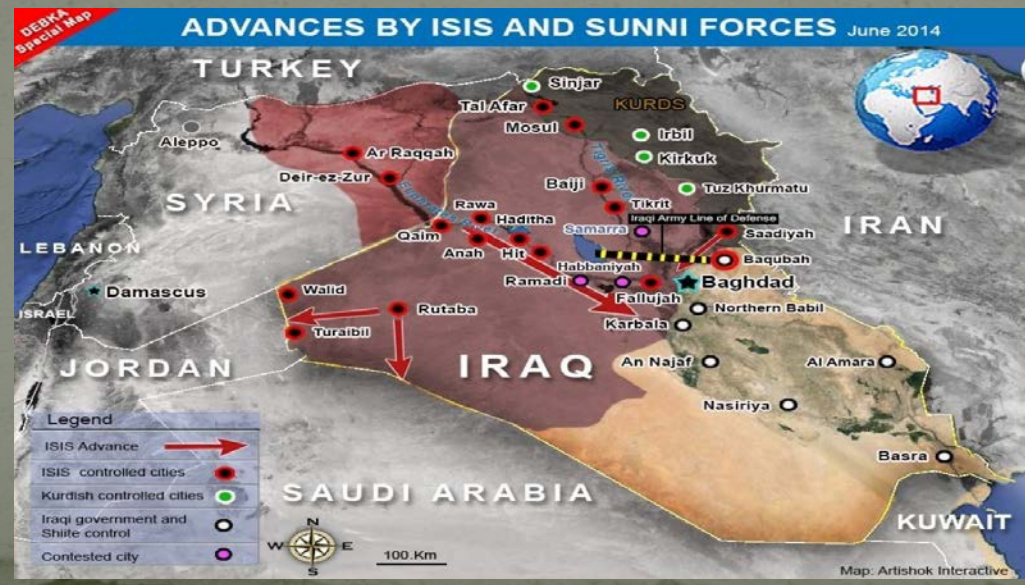 DEBKA
Special Map
ADVANCES BY ISIS AND SUNNI FORCES June 2014
TURKEY
Sinjar
Tal Afar
KURDS
Mosul
Irbil
Aleppo
Ar Raqqah
Kirkuk
Tigris River
Deir-ez-Zur
Baiji
Tuz Khurmatu
SYRIA
Euphrates River
Rawa
Tikrit
Haditha
Iraqi Army Line of Defense
IRAN
Qaim
Samarra
Saadiyah
LEBANON
Anah
Hit
Baqubah
Habbaniyah
Damascus
Walid
Ramadi
Baghdad
Fallujah
ISRAEL
Rutaba
Northern Babil
Turaibil
Karbala
JORDAN
IRAQ
An Najaf
Al Amara
Nasiriya
Legend
ISIS Advance
Basra
ISIS controlled cities
Kurdish controlled cities
SAUDI ARABIA
Iraqi government and
Shiite control
KUWAIT
N
W
E
S
100 Km
Contested city
Map: Artishok Interactive